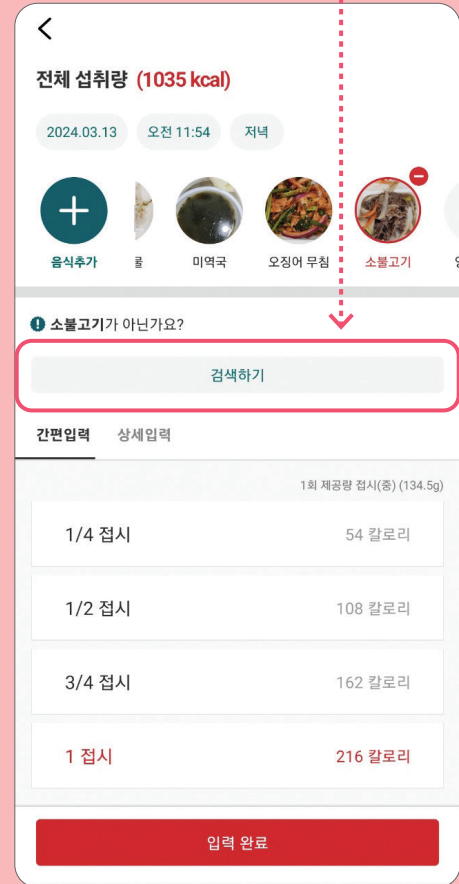 전체 섭취량 (1035 kcal)
2024.03.13 오전 11:54 저녁
음식추가 물 미역국 오징어 무침 소불고기
소불고기가 아닌가요?
검색하기
간편입력 상세입력
1회 제공량 접시(중) (134.5g)
1/4 접시 54 칼로리
1/2 접시 108 칼로리
3/4 접시 162 칼로리
1 접시 216 칼로리
입력 완료